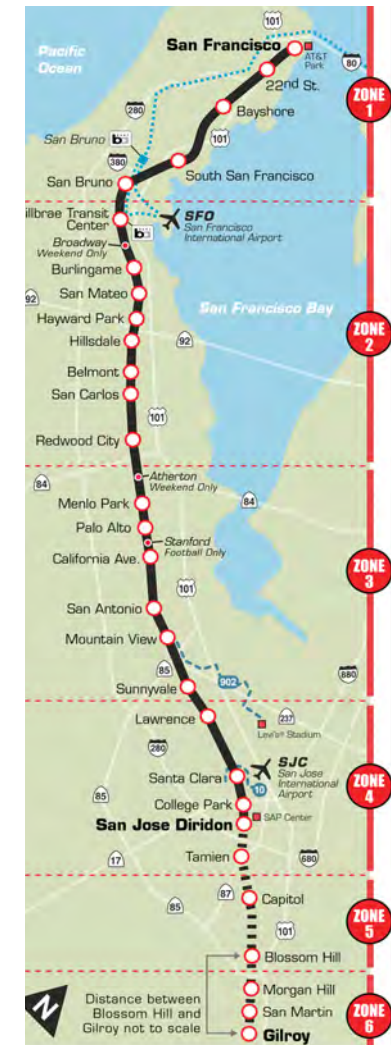 101
Pacific
Ocean
San Francisco
AT&T
Park
80
22nd St.
280
Bayshore
ZONE
1
101
San Bruno
b
380
South San Francisco
San Bruno
illbrae Transit
Center
SFO
San Francisco
International Airport
b
Broadway
Weekend Only
Burlingame
92
San Mateo
San Francisco Bay
Hayward Park
ZONE
2
Hillsdale
92
Belmont
San Carlos
101
Redwood City
Atherton
Weekend Only
84
Menlo Park
84
Palo Alto
Stanford
Football Only
California Ave.
ZONE
3
101
San Antonio
Mountain View
85
902
880
Sunnyvale
Lawrence
237
Levi's® Stadium
280
SJC
San Jose
International
Airport
Santa Clara
10
85
College Park
ZONE
4
San Jose Diridon
SAP Center
17
Tamien
680
87
Capitol
85
101
ZONE
5
Blossom Hill
N
Distance between
Blossom Hill and
Gilroy not to scale
Morgan Hill
San Martin
Gilroy
ZONE
6